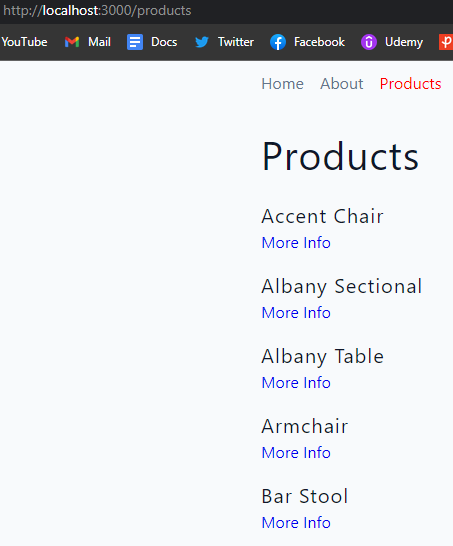 http://localhost:3000/products
YouTube Mail Docs Twitter Facebook Udemy
Home About Products
Products
Accent Chair
More Info
Albany Sectional
More Info
Albany Table
More Info
Armchair
More Info
Bar Stool
More Info